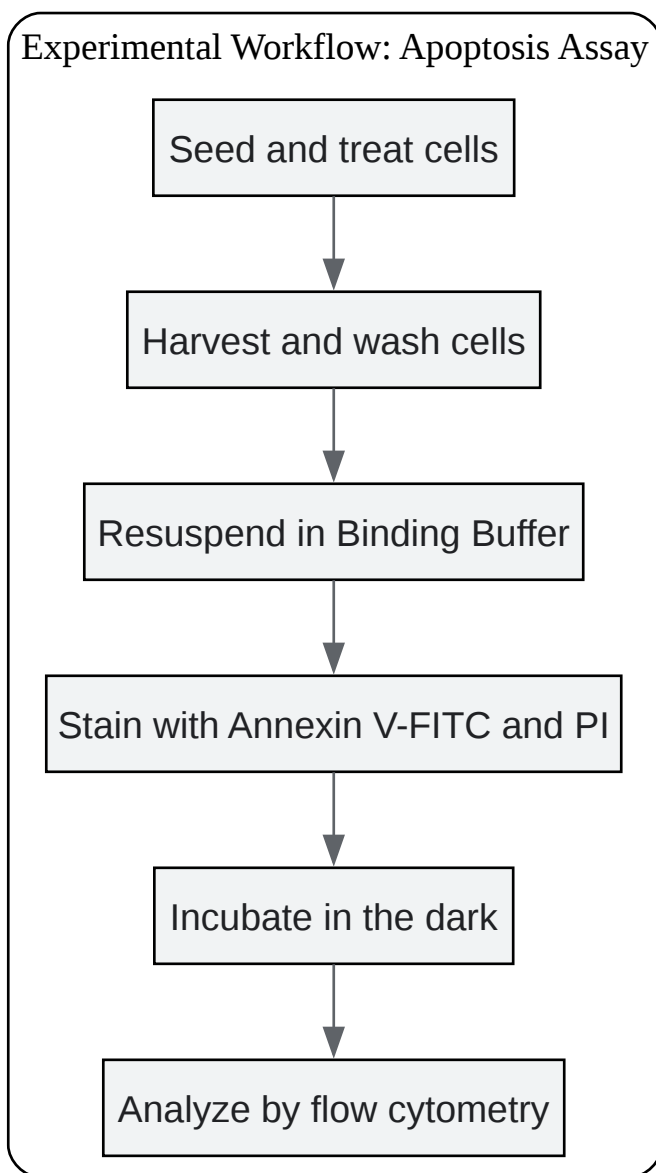 Experimental Workflow: Apoptosis Assay
Seed and treat cells
Harvest and wash cells
Resuspend in Binding Buffer
Stain with Annexin V-FITC and PI
Incubate in the dark
Analyze by flow cytometry